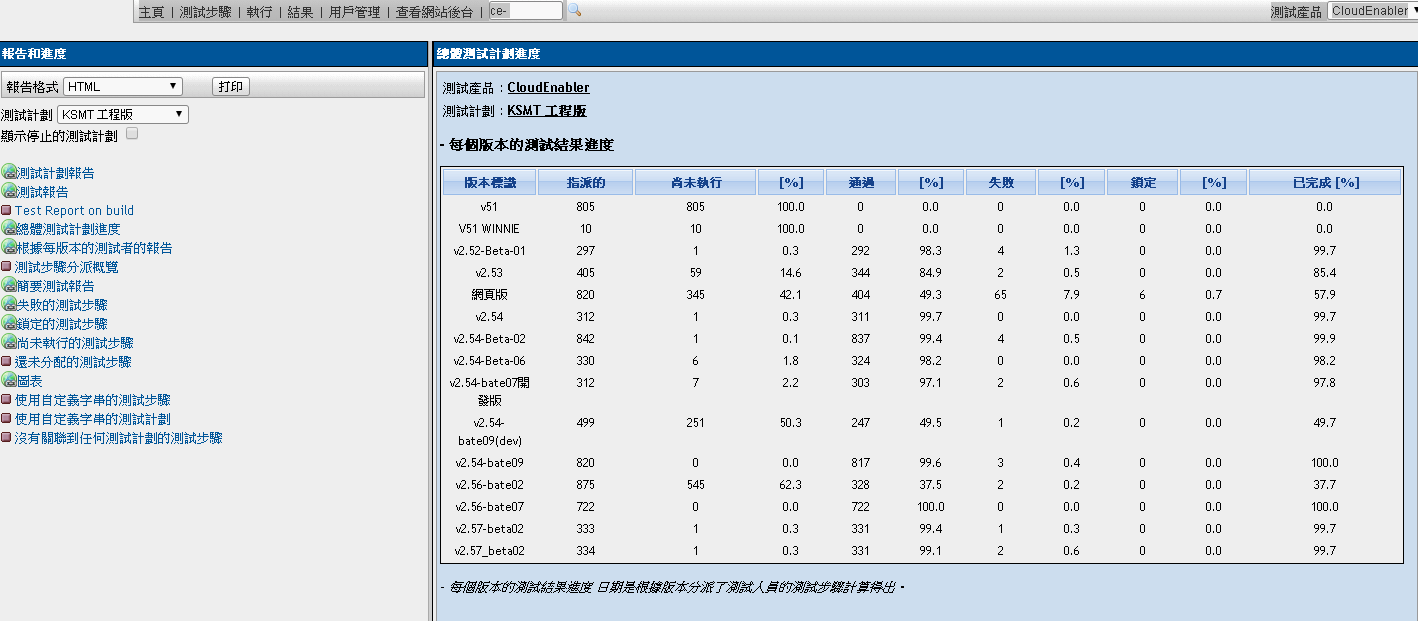 主頁 | 測試步驟 | 執行 | 結果 | 用戶管理 | 查看網站後台 | ce- 測試產品 CloudEnabler
報告和進度
報告格式 HTML 打印
測試計劃 KSMT 工程版
顯示停止的測試計劃
測試計劃報告
測試報告
Test Report on build
總體測試計劃進度
根據每版本的測試者的報告
測試步驟分派概覽
簡要測試報告
失敗的測試步驟
鎖定的測試步驟
尚未執行的測試步驟
還未分配的測試步驟
圖表
使用自定義字串的測試步驟
使用自定義字串的測試計劃
沒有關聯到任何測試計劃的測試步驟
總體測試計劃進度
測試產品 : CloudEnabler
測試計劃 : KSMT 工程版
- 每個版本的測試結果進度
版本標識 指派的 尚未執行 [%] 通過 [%] 失敗 [%] 鎖定 [%] 已完成 [%]
v51 805 805 100.0 0 0.0 0 0.0 0 0.0 0.0
V51 WINNIE 10 10 100.0 0 0.0 0 0.0 0 0.0 0.0
v2.52-Beta-01 297 1 0.3 292 98.3 4 1.3 0 0.0 99.7
v2.53 405 59 14.6 344 84.9 2 0.5 0 0.0 85.4
網頁版 820 345 42.1 404 49.3 65 7.9 6 0.7 57.9
v2.54 312 1 0.3 311 99.7 0 0.0 0 0.0 99.7
v2.54-Beta-02 842 1 0.1 837 99.4 4 0.5 0 0.0 99.9
v2.54-Beta-06 330 6 1.8 324 98.2 0 0.0 0 0.0 98.2
v2.54-bate07開 312 7 2.2 303 97.1 2 0.6 0 0.0 97.8
發版
v2.54- 499 251 50.3 247 49.5 1 0.2 0 0.0 49.7
bate09(dev)
v2.54-bate09 820 0 0.0 817 99.6 3 0.4 0 0.0 100.0
v2.56-bate02 875 545 62.3 328 37.5 2 0.2 0 0.0 37.7
v2.56-bate07 722 0 0.0 722 100.0 0 0.0 0 0.0 100.0
v2.57-beta02 333 1 0.3 331 99.4 1 0.3 0 0.0 99.7
v2.57_beta02 334 1 0.3 331 99.1 2 0.6 0 0.0 99.7
- 每個版本的測試結果進度 日期是根據版本分派了測試人員的測試步驟計算得出 -